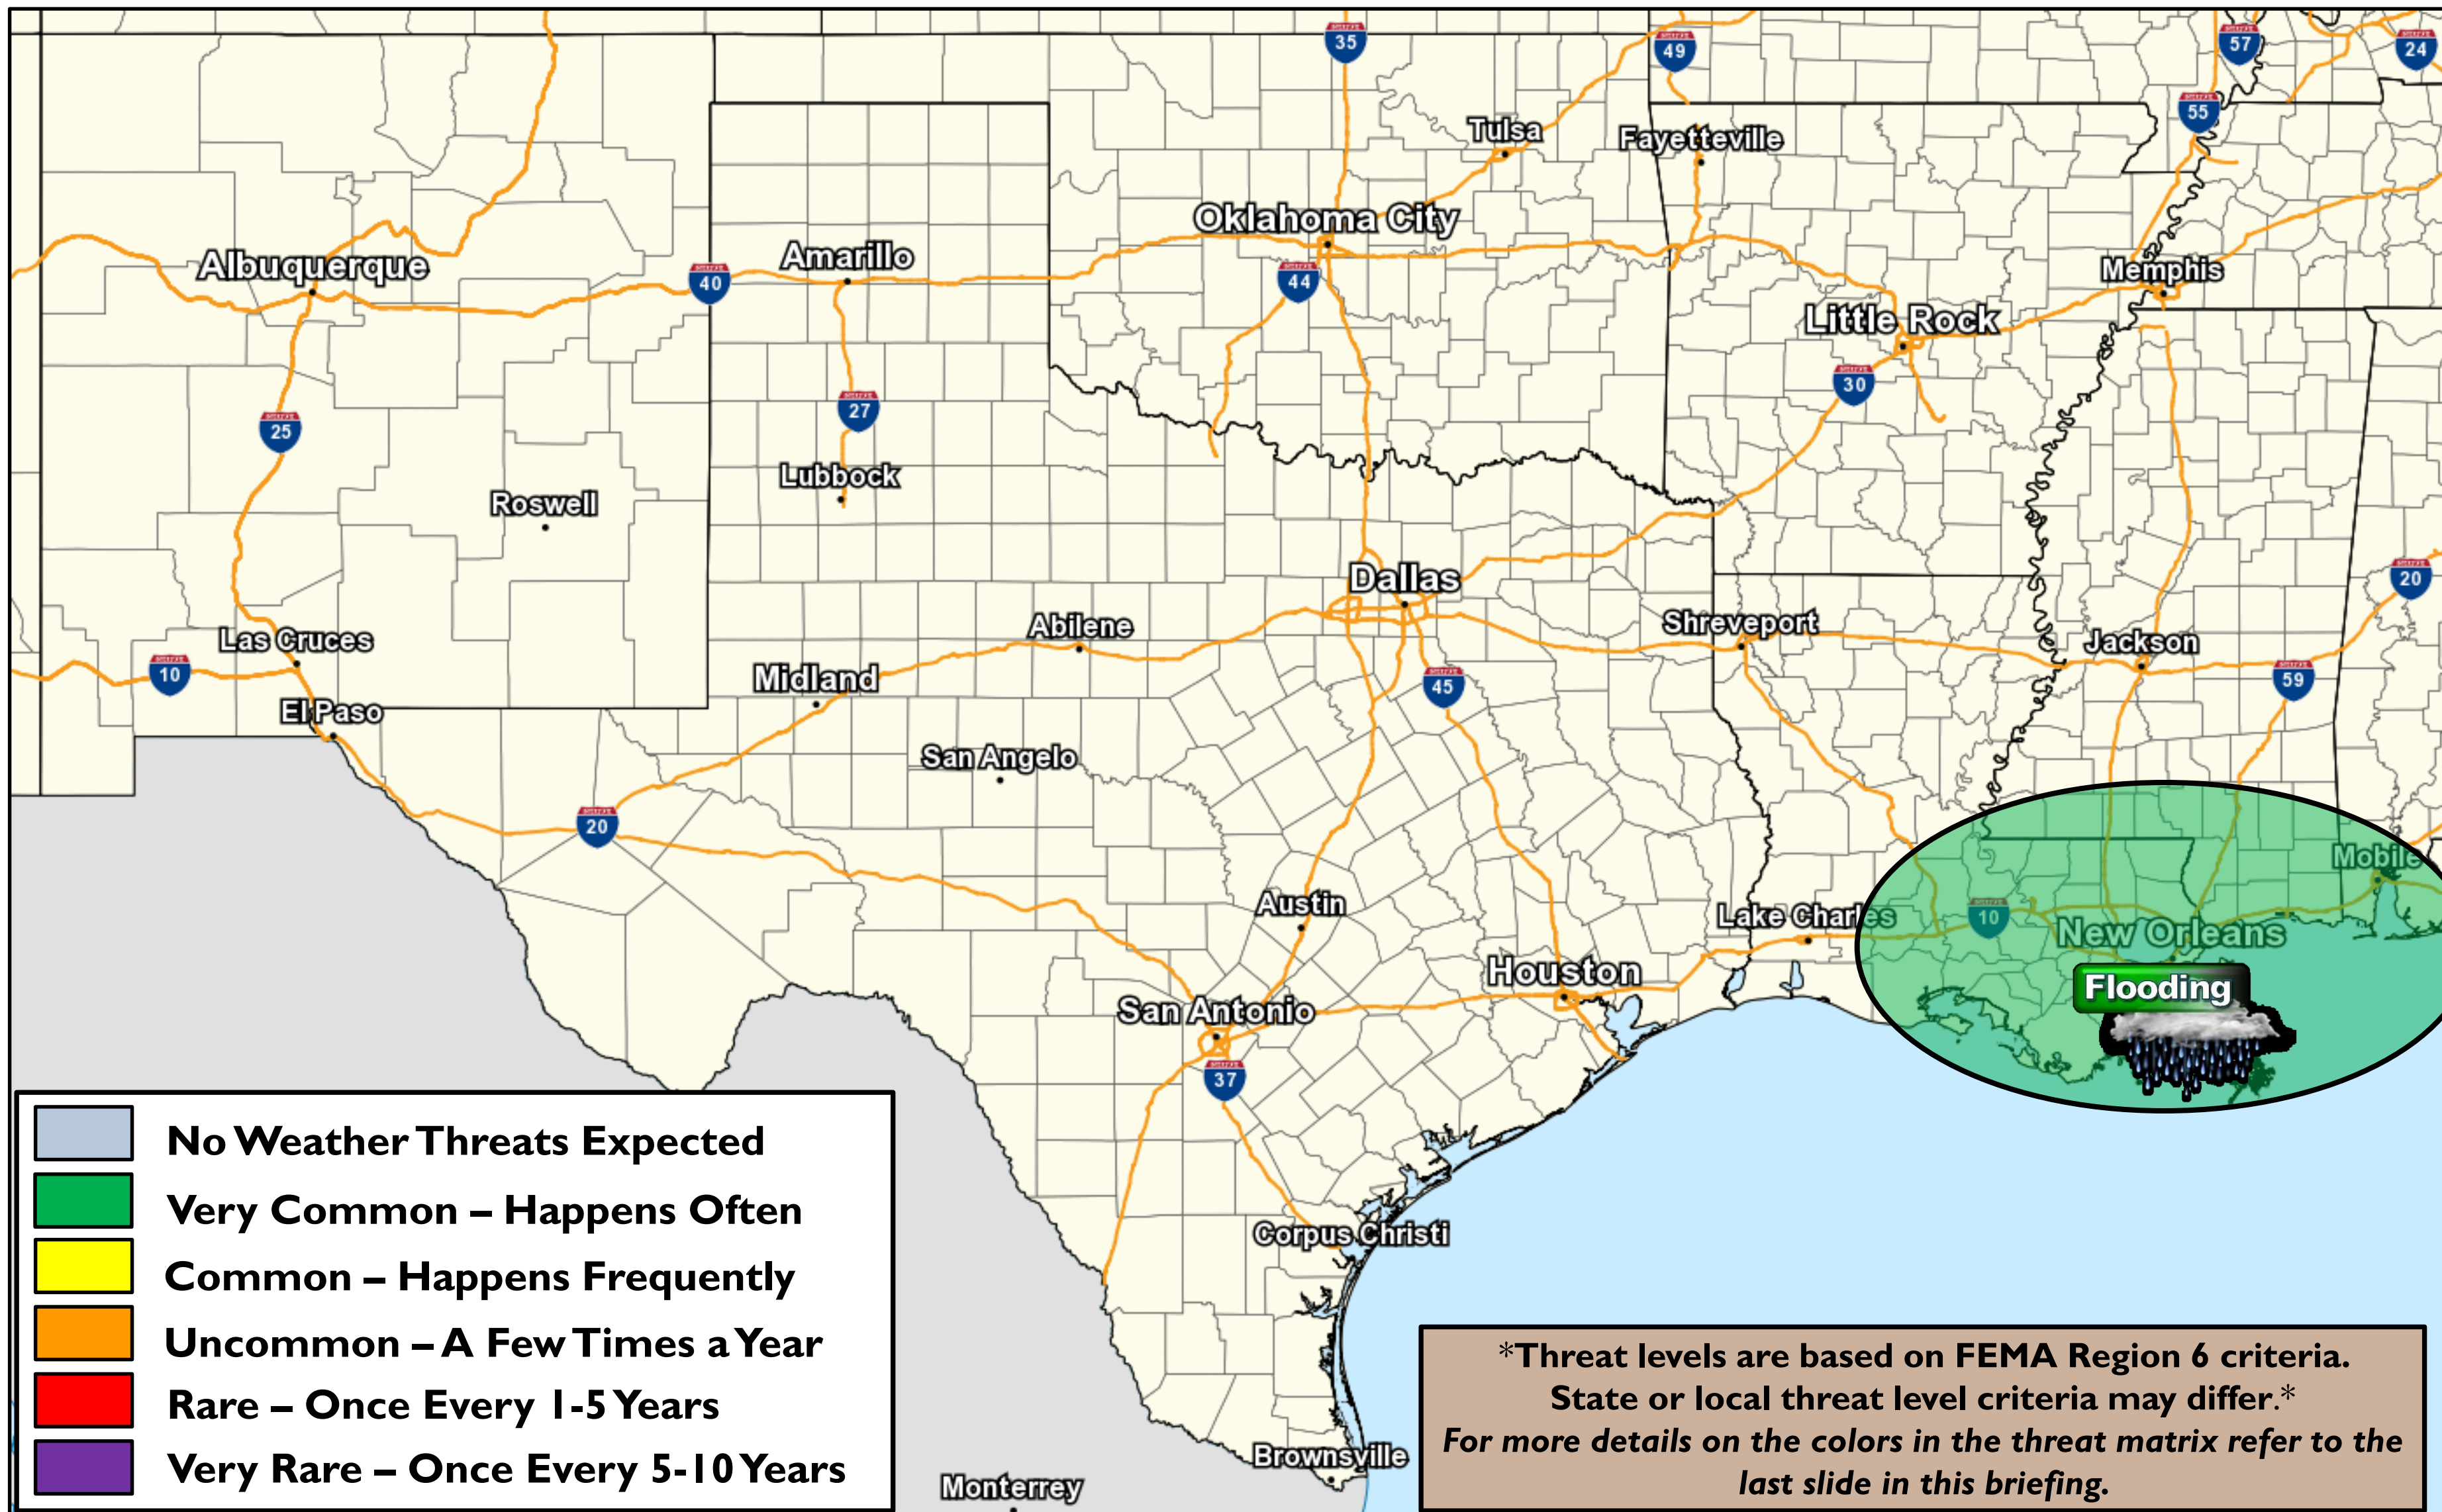 35
49
57
24
55
Tulsa
Fayetteville
Oklahoma City
Albuquerque
Amarillo
40
44
Memphis
Little Rock
30
27
25
Lubbock
Roswell
Dallas
20
Las Cruces
Abilene
Shreveport
Jackson
10
Midland
45
59
El Paso
San Angelo
20
Mobile
Austin
Lake Charles
10
New Orleans
Houston
Flooding
San Antonio
37
Corpus Christi
Brownsville
Monterrey
No Weather Threats Expected
Very Common – Happens Often
Common – Happens Frequently
Uncommon – A Few Times a Year
Rare – Once Every 1-5 Years
Very Rare – Once Every 5-10 Years
*Threat levels are based on FEMA Region 6 criteria.
State or local threat level criteria may differ.*
For more details on the colors in the threat matrix refer to the
last slide in this briefing.